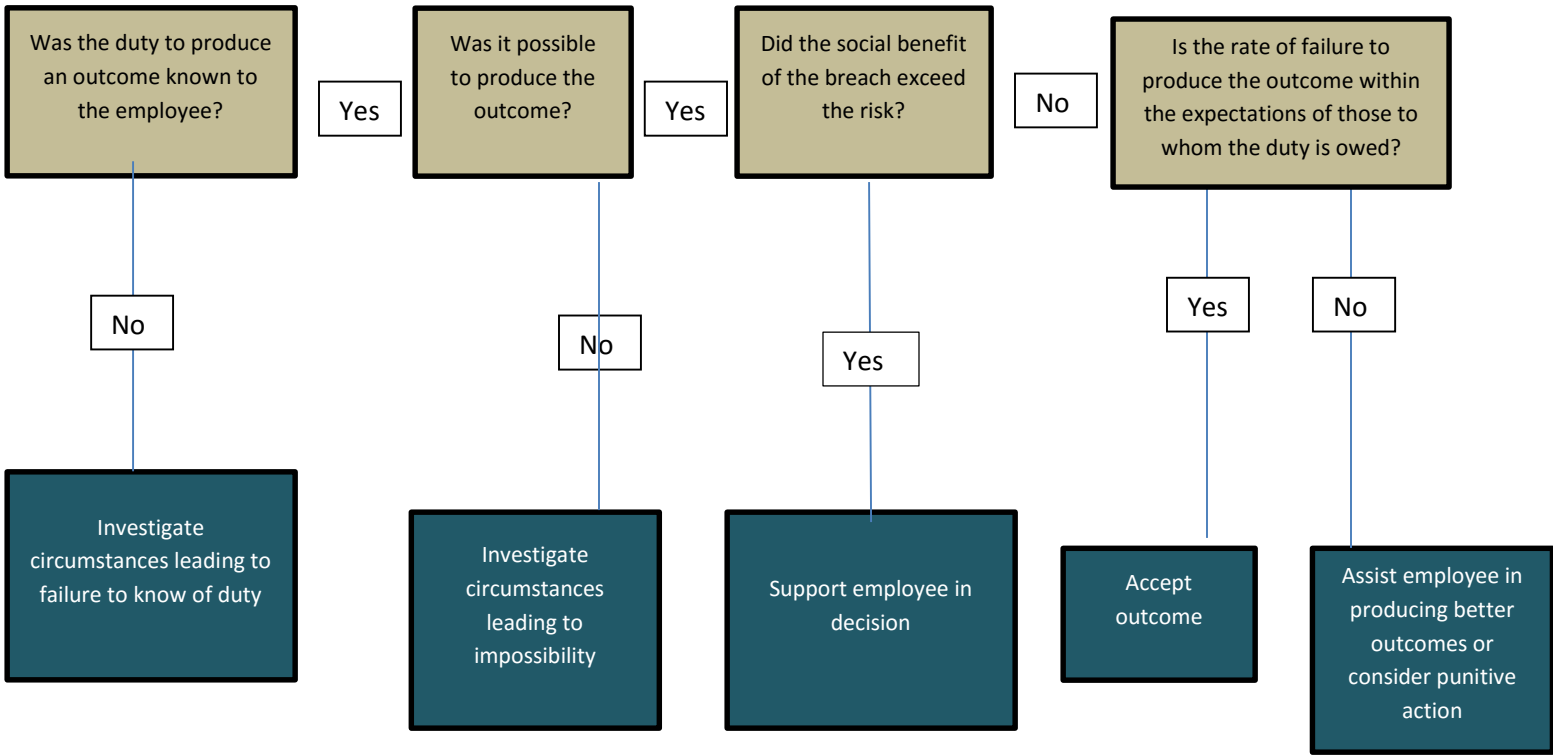 Was the duty to produce
an outcome known to
the employee?
Yes
Was it possible
to produce the
outcome?
Yes
Did the social benefit
of the breach exceed
the risk?
No
Is the rate of failure to
produce the outcome within
the expectations of those to
whom the duty is owed?
No
No
Yes
Yes
No
Investigate
circumstances leading to
failure to know of duty
Investigate
circumstances
leading to
impossibility
Support employee in
decision
Accept
outcome
Assist employee in
producing better
outcomes or
consider punitive
action